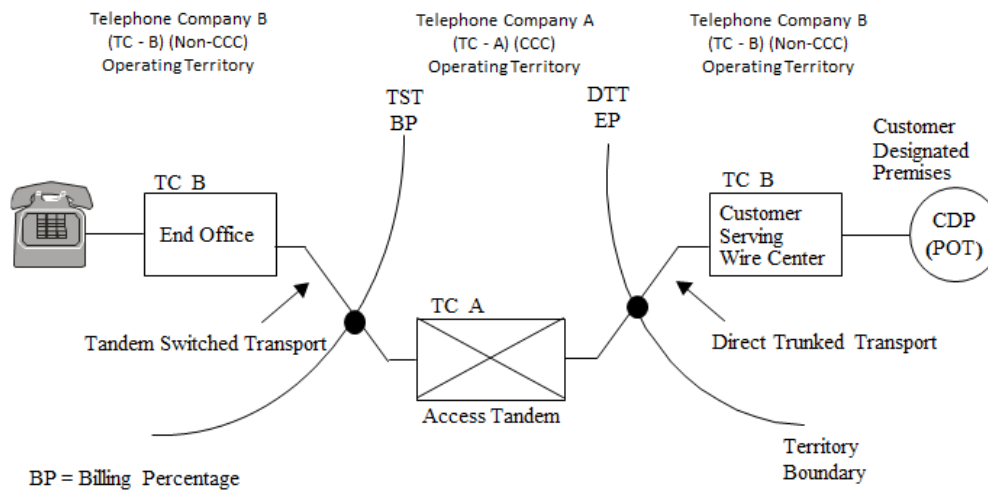 Telephone Company B
(TC - B) (Non-CCC)
Operating Territory
Telephone Company A
(TC - A) (CCC)
Operating Territory
Telephone Company B
(TC - B) (Non-CCC)
Operating Territory
TST
BP
DTT
EP
Customer
Designated
Premises
TC B
End Office
TC B
Customer
Serving
Wire Center
CDP
(POT)
TC A
Tandem Switched Transport
Direct Trunked Transport
Access Tandem
BP = Billing Percentage
Territory
Boundary